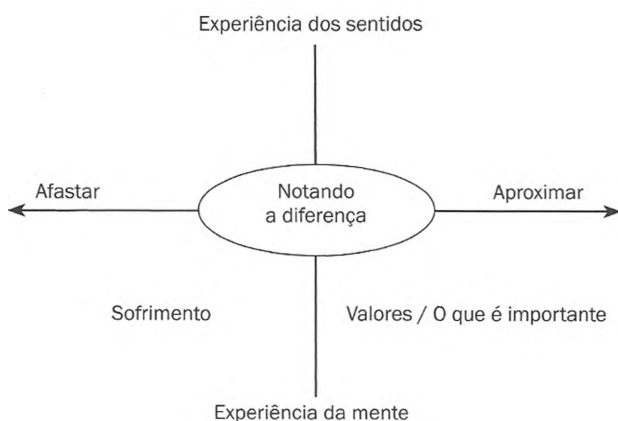 Experiência dos sentidos
Afastar
Notando
a diferença
Aproximar
Sofrimento
Valores / O que é importante
Experiência da mente